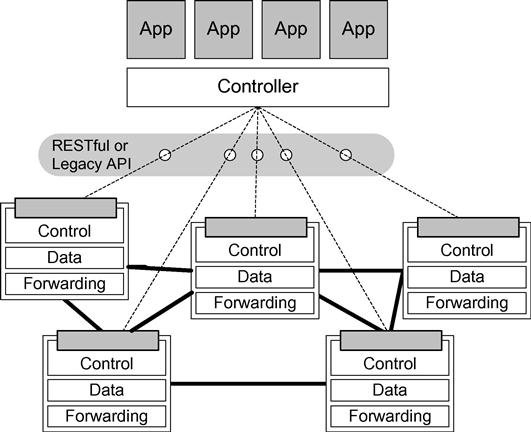 App App App App
Controller
RESTful or
Legacy API
Control
Data
Forwarding
Control
Data
Forwarding
Control
Data
Forwarding
Control
Data
Forwarding
Control
Data
Forwarding